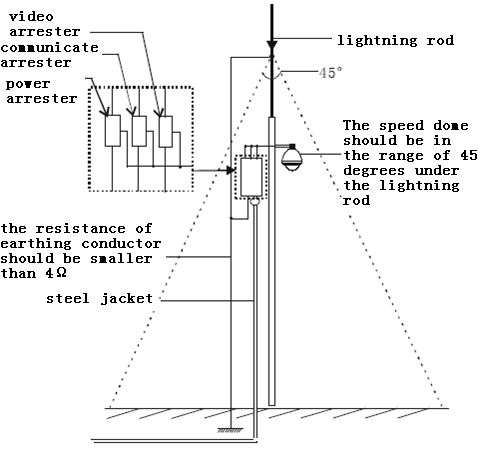 video
arrester
communicate
arrester
power
arrester
lightning rod
45°
The speed dome
should be in
the range of 45
degrees under
the lightning
rod
the resistance of
earthing conductor
should be smaller
than 4Ω
steel jacket